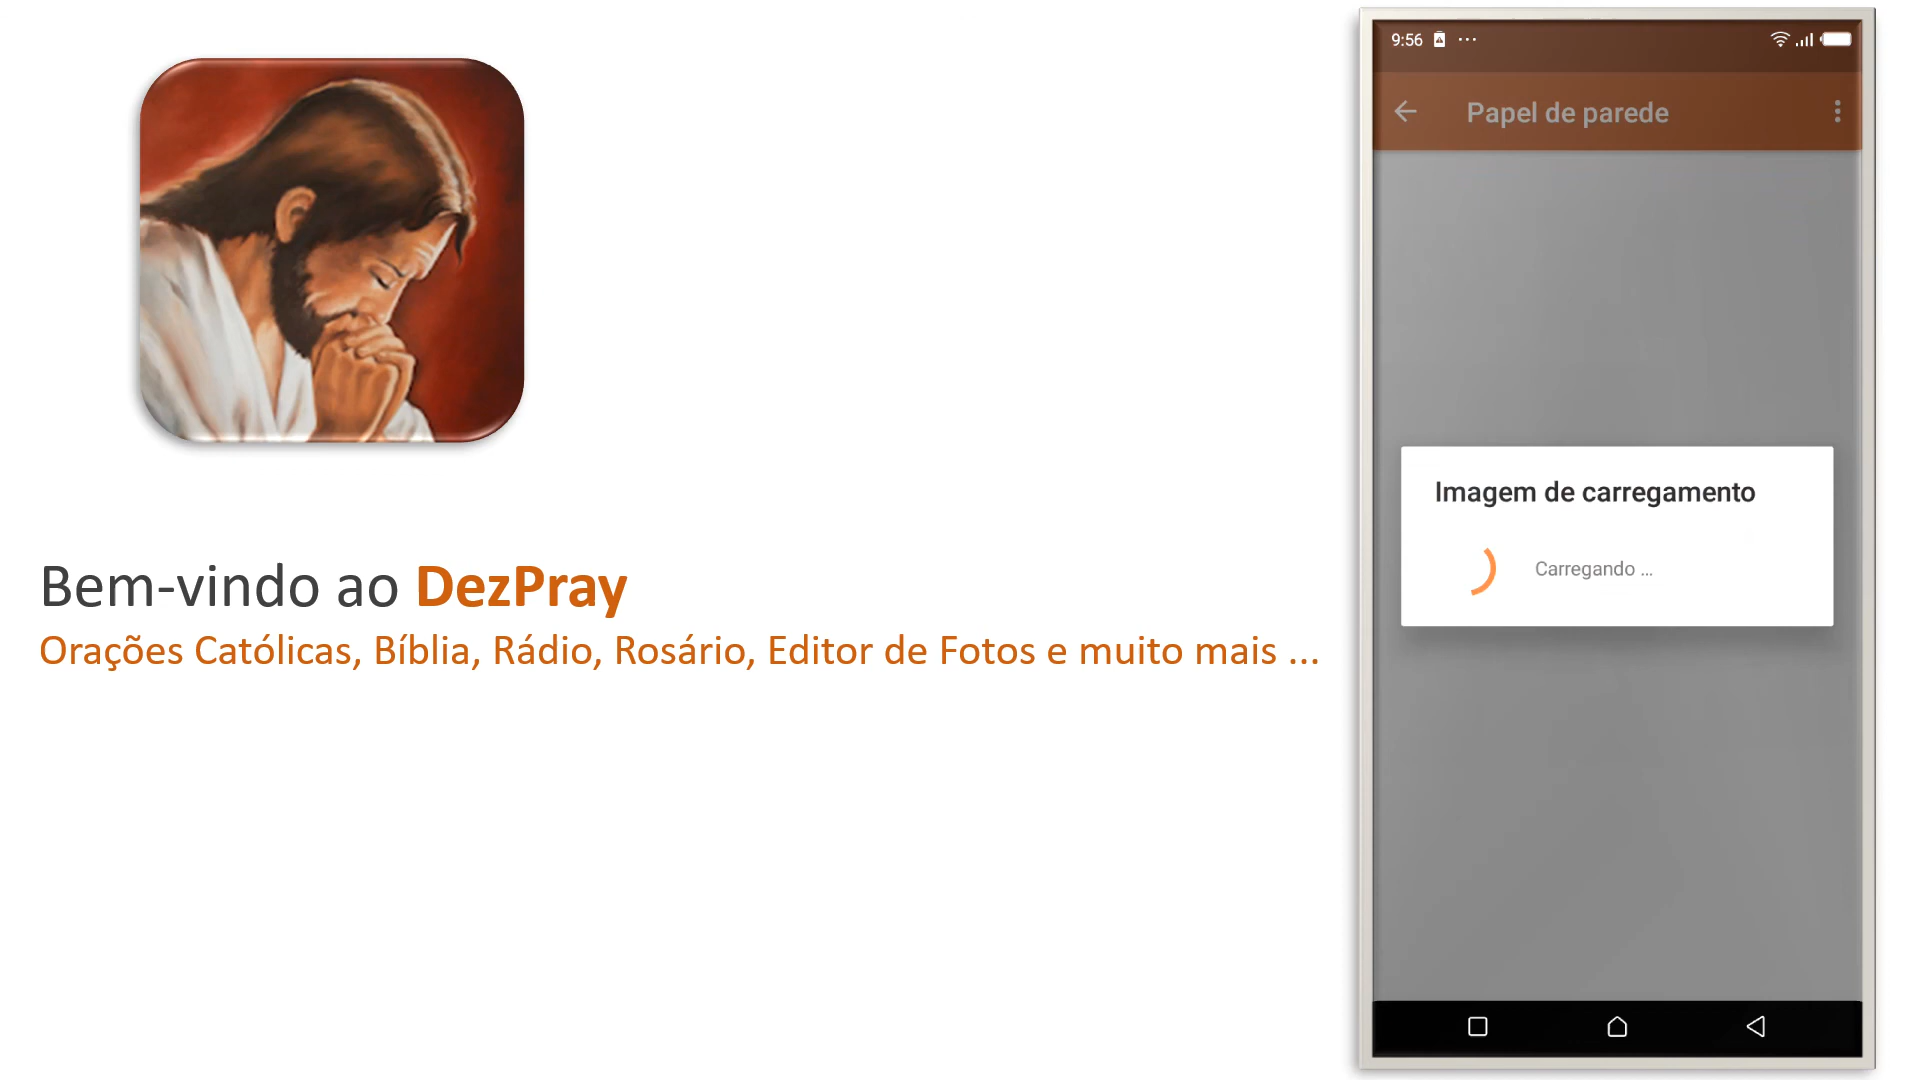 Bem-vindo ao DezPray
Orações Católicas, Bíblia, Rádio, Rosário, Editor de Fotos e muito mais ...
9:56
Papel de parede
Imagem de carregamento
Carregando ...